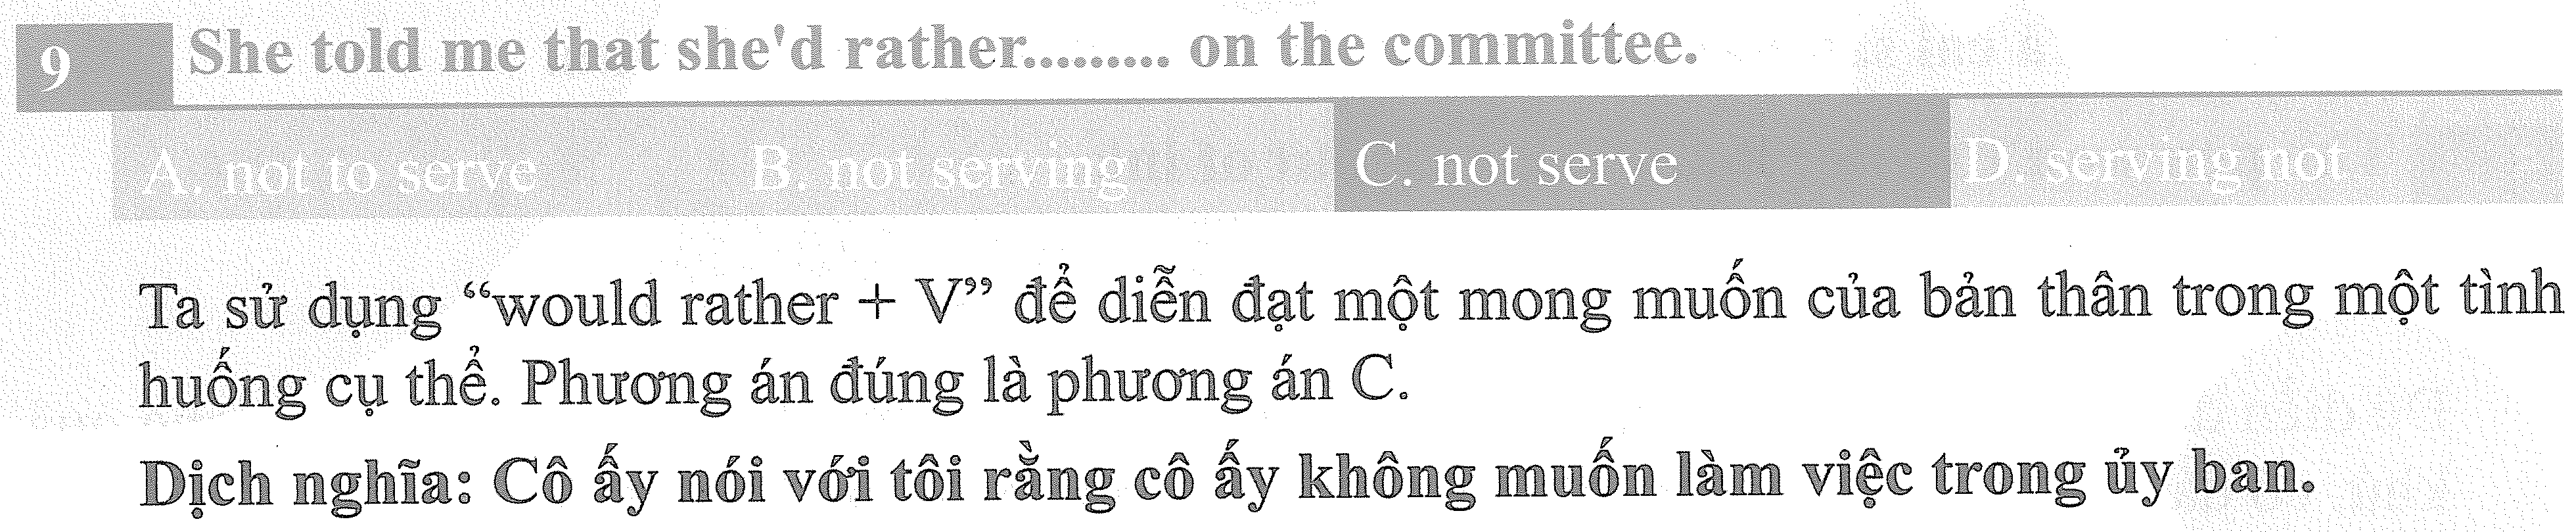 9 She told me that she'd rather......... on the committee.
A. not to serve B. not serving C. not serve D. serving not
Ta sử dụng “would rather + V” để diễn đạt một mong muốn của bản thân trong một tình
huống cụ thể. Phương án đúng là phương án C.
Dịch nghĩa: Cô ấy nói với tôi rằng cô ấy không muốn làm việc trong ủy ban.